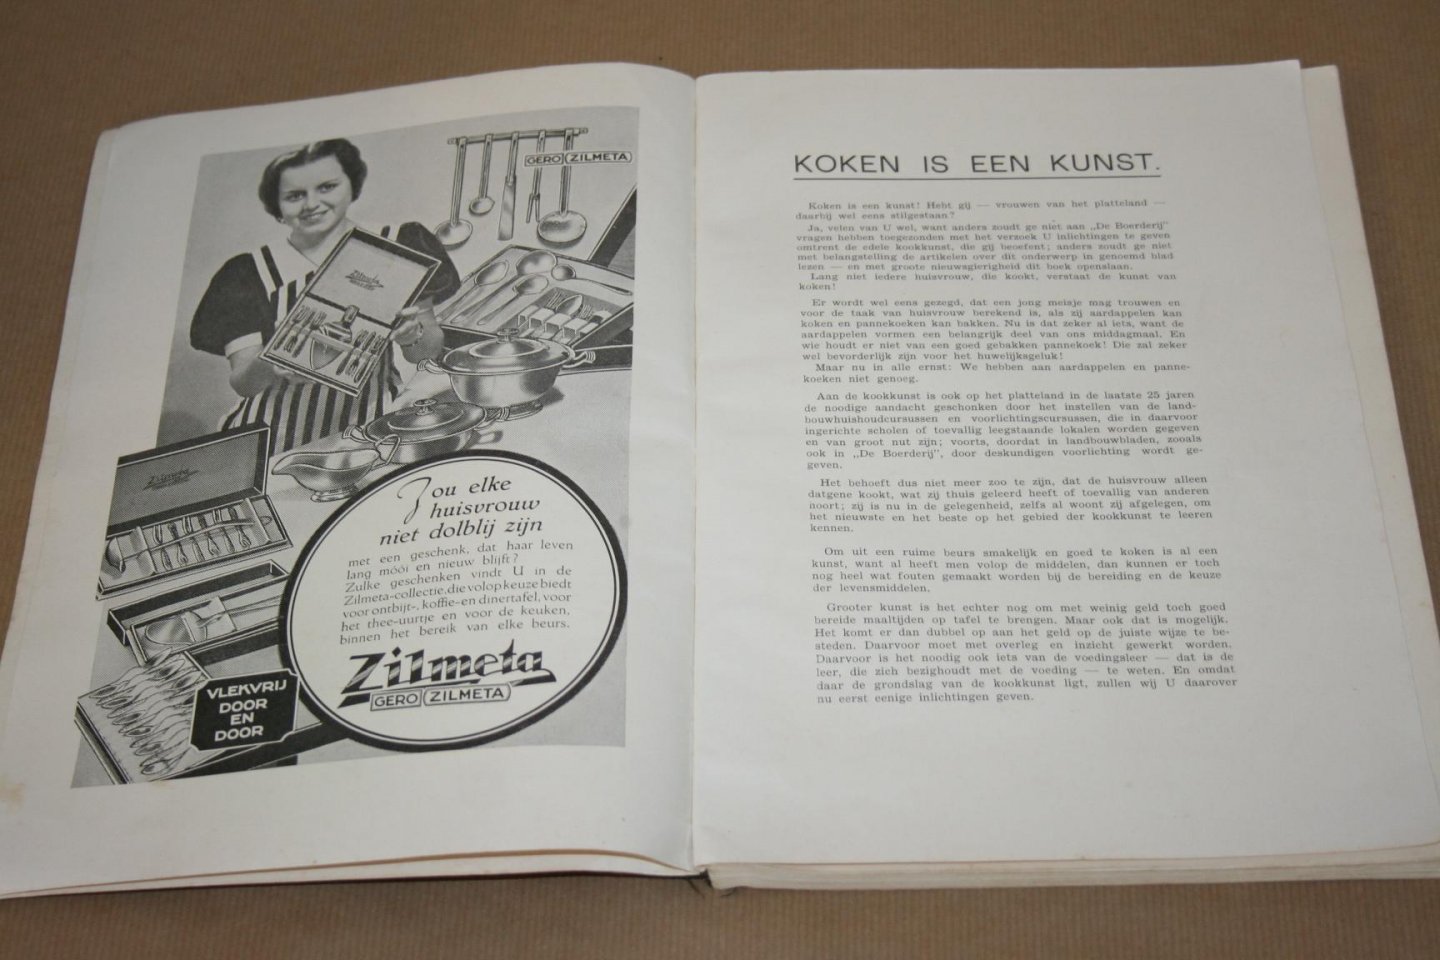 GERO ZILMETA
Zilmeta
Zilmeta
Zou elke
huisvrouw
niet dolblij zijn
met een geschenk, dat haar leven
lang móói en nieuw blijft?
Zulke geschenken vindt U in de
Zilmeta-collectie, die volop keuze biedt
voor ontbijt-, koffie- en dinertafel, voor
het thee-uurtje en voor de keuken,
binnen het bereik van elke beurs.
Zilmeta
GERO ZILMETA
VLEKVRIJ
DOOR
EN
DOOR
KOKEN IS EEN KUNST.
Koken is een kunst! Hebt gij — vrouwen van het platteland —
daarbij wel eens stilgestaan?
Ja, velen van U wel, want anders zoudt ge niet aan „De Boerderij"
vragen hebben toegezonden met het verzoek U inlichtingen te geven
omtrent de edele kookkunst, die gij beoefent; anders zoudt ge niet
met belangstelling de artikelen over dit onderwerp in genoemd blad
lezen — en met groote nieuwsgierigheid dit boek openslaan.
Lang niet iedere huisvrouw, die kookt, verstaat de kunst van
koken!
Er wordt wel eens gezegd, dat een jong meisje mag trouwen en
voor de taak van huisvrouw berekend is, als zij aardappelen kan
koken en pannekoeken kan bakken. Nu is dat zeker al iets, want de
aardappelen vormen een belangrijk deel van ons middagmaal. En
wie houdt er niet van een goed gebakken pannekoek! Die zal zeker
wel bevorderlijk zijn voor het huwelijksgeluk!
Maar nu in alle ernst: We hebben aan aardappelen en panne-
koeken niet genoeg.
Aan de kookkunst is ook op het platteland in de laatste 25 jaren
de noodige aandacht geschonken door het instellen van de land-
bouwhuishoudcursussen en voorlichtingscursussen, die in daarvoor
ingerichte scholen of toevallig leegstaande lokalen worden gegeven
en van groot nut zijn; voorts, doordat in landbouwbladen, zooals
ook in „De Boerderij", door deskundigen voorlichting wordt ge-
geven.
Het behoeft dus niet meer zoo te zijn, dat de huisvrouw alleen
datgene kookt, wat zij thuis geleerd heeft of toevallig van anderen
hoort; zij is nu in de gelegenheid, zelfs al woont zij afgelegen, om
het nieuwste en het beste op het gebied der kookkunst te leeren
kennen.
Om uit een ruime beurs smakelijk en goed te koken is al een
kunst, want al heeft men volop de middelen, dan kunnen er toch
nog heel wat fouten gemaakt worden bij de bereiding en de keuze
der levensmiddelen.
Grooter kunst is het echter nog om met weinig geld toch goed
bereide maaltijden op tafel te brengen. Maar ook dat is mogelijk.
Het komt er dan dubbel op aan het geld op de juiste wijze te be-
steden. Daarvoor moet met overleg en inzicht gewerkt worden.
Daarvoor is het noodig ook iets van de voedingsleer — dat is de
leer, die zich bezighoudt met de voeding — te weten. En omdat
daar de grondslag van de kookkunst ligt, zullen wij U daarover
nu eerst eenige inlichtingen geven.